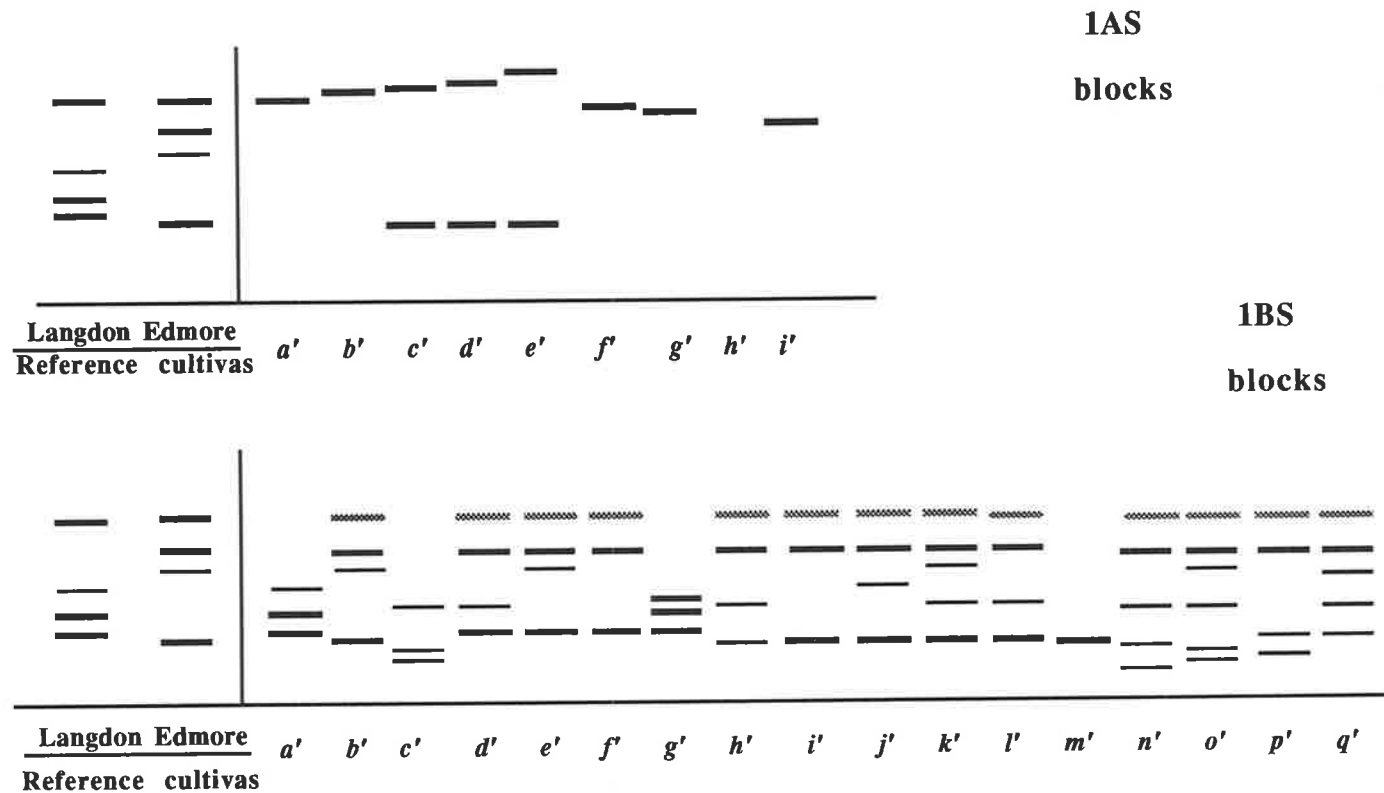 1AS
blocks
Langdon Edmore
Reference cultivas
a' b' c' d' e' f' g' h' i'
1BS
blocks
Langdon Edmore
Reference cultivas
a' b' c' d' e' f' g' h' i' j' k' l' m' n' o' p' q'